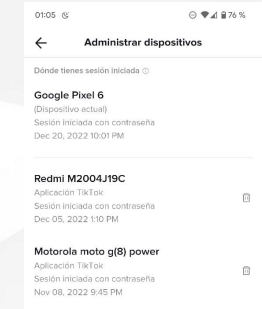 01:05
76 %
Administrar dispositivos
Dónde tienes sesión iniciada
Google Pixel 6
(Dispositivo actual)
Sesión iniciada con contraseña
Dec 20, 2022 10:01 PM
Redmi M2004J19C
Aplicación TikTok
Sesión iniciada con contraseña
Dec 05, 2022 1:10 PM
Motorola moto g(8) power
Aplicación TikTok
Sesión iniciada con contraseña
Nov 08, 2022 9:45 PM